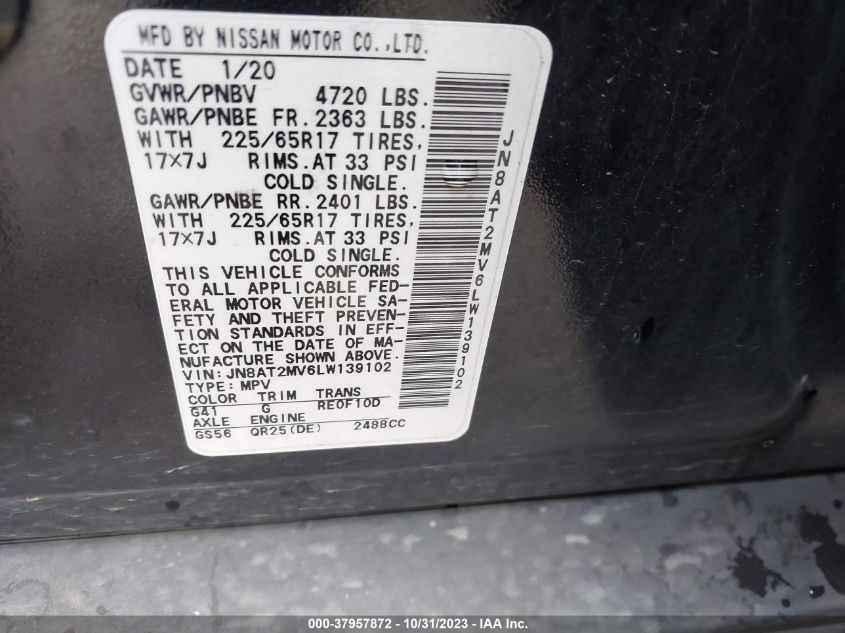 MFD BY NISSAN MOTOR CO.,LTD.
DATE 1/20
GVWR/PNBV 4720 LBS.
GAWR/PNBE FR.2363 LBS.
WITH 225/65R17 TIRES,
17×7J RIMS.AT 33 PSI
COLD SINGLE.
GAWR/PNBE RR.2401 LBS.
WITH 225/65R17 TIRES,
17×7J RIMS.AT 33 PSI
COLD SINGLE.
THIS VEHICLE CONFORMS
TO ALL APPLICABLE FED-
ERAL MOTOR VEHICLE SA-
FETY AND THEFT PREVEN-
TION STANDARDS IN EFF-
ECT ON THE DATE OF MA-
NUFACTURE SHOWN ABOVE.
VIN:JN8AT2MV6LW139102
TYPE:MPV
COLOR TRIM TRANS
G41 G RE0F10D
AXLE ENGINE
GS56 QR25(DE) 2488CC
JN8AT2MV6LW139102
000-37957872 - 10/31/2023 - IAA Inc.